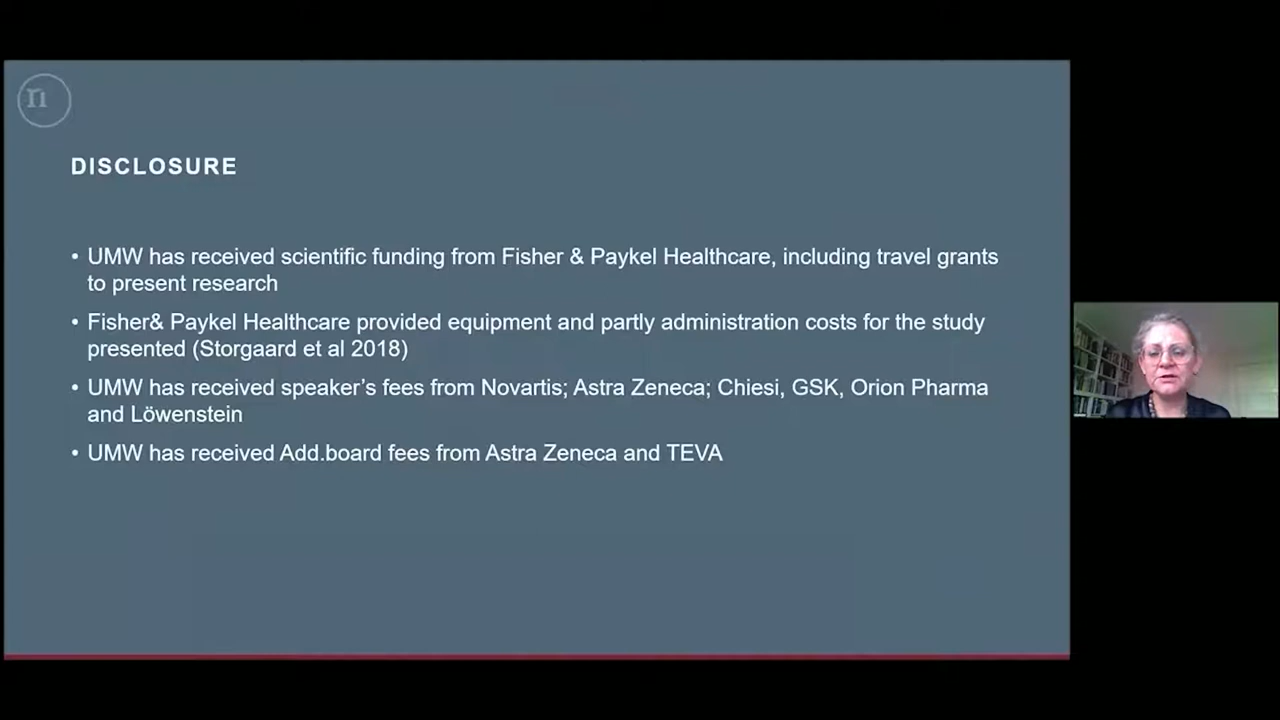 n
DISCLOSURE
• UMW has received scientific funding from Fisher & Paykel Healthcare, including travel grants
to present research
• Fisher& Paykel Healthcare provided equipment and partly administration costs for the study
presented (Storgaard et al 2018)
• UMW has received speaker’s fees from Novartis; Astra Zeneca; Chiesi, GSK, Orion Pharma
and Löwenstein
• UMW has received Add.board fees from Astra Zeneca and TEVA